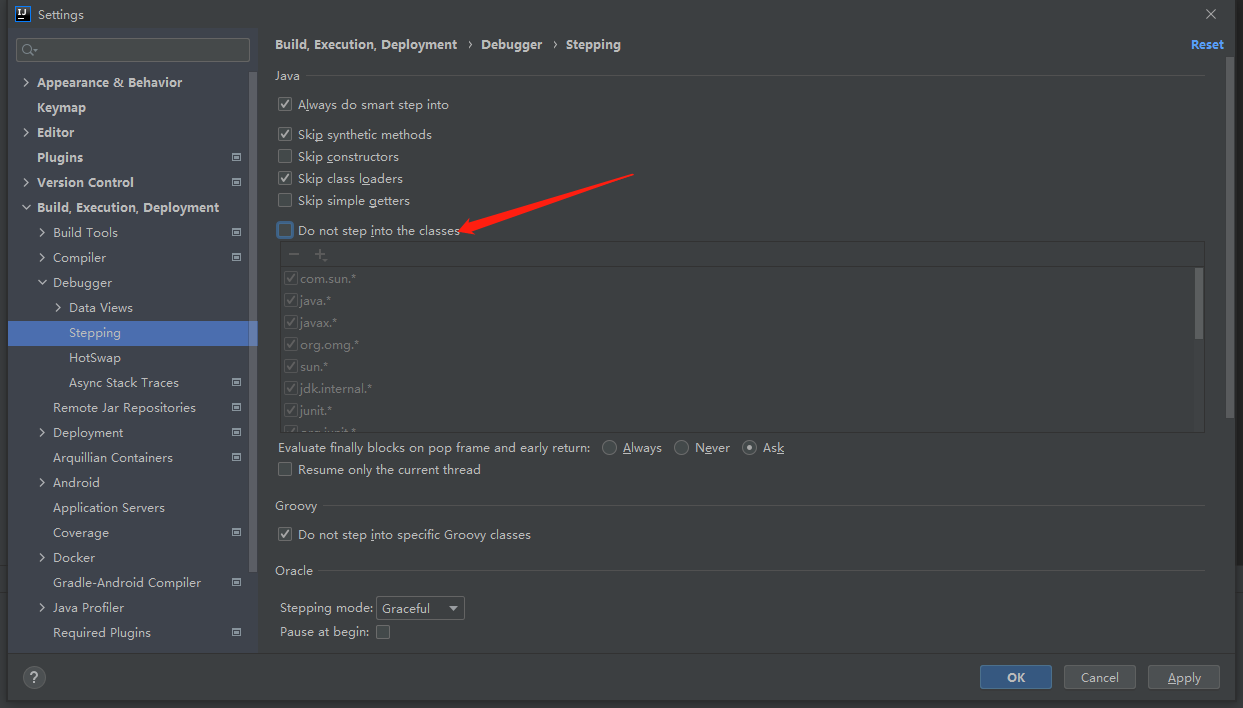 Settings
Build, Execution, Deployment › Debugger › Stepping
Reset
Appearance & Behavior
Keymap
Editor
Plugins
Version Control
Build, Execution, Deployment
Build Tools
Compiler
Debugger
Data Views
Stepping
HotSwap
Async Stack Traces
Remote Jar Repositories
Deployment
Arquillian Containers
Android
Application Servers
Coverage
Docker
Gradle-Android Compiler
Java Profiler
Required Plugins
Java
Always do smart step into
Skip synthetic methods
Skip constructors
Skip class loaders
Skip simple getters
Do not step into the classes
com.sun.*
java.*
javax.*
org.omg.*
sun.*
jdk.internal.*
junit.*
org.junit.*
Evaluate finally blocks on pop frame and early return: Always Never Ask
Resume only the current thread
Groovy
Do not step into specific Groovy classes
Oracle
Stepping mode: Graceful
Pause at begin:
?
OK Cancel Apply